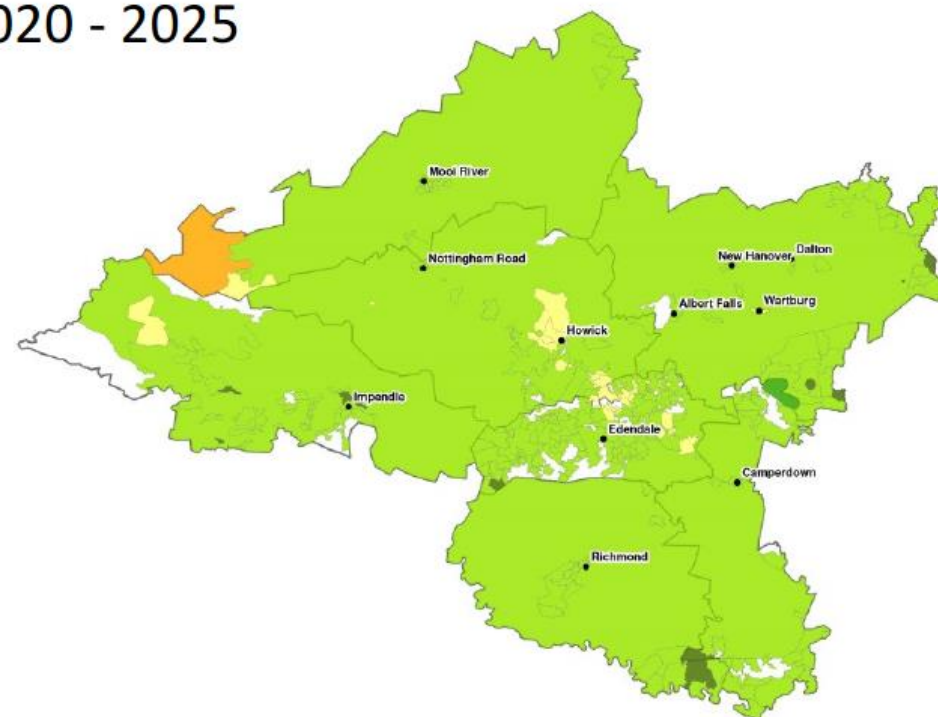 020 - 2025
Mooi River
Nottingham Road
New Hanover
Dalton
Albert Falls
Wartburg
Howick
Impendle
Edendale
Camperdown
Richmond